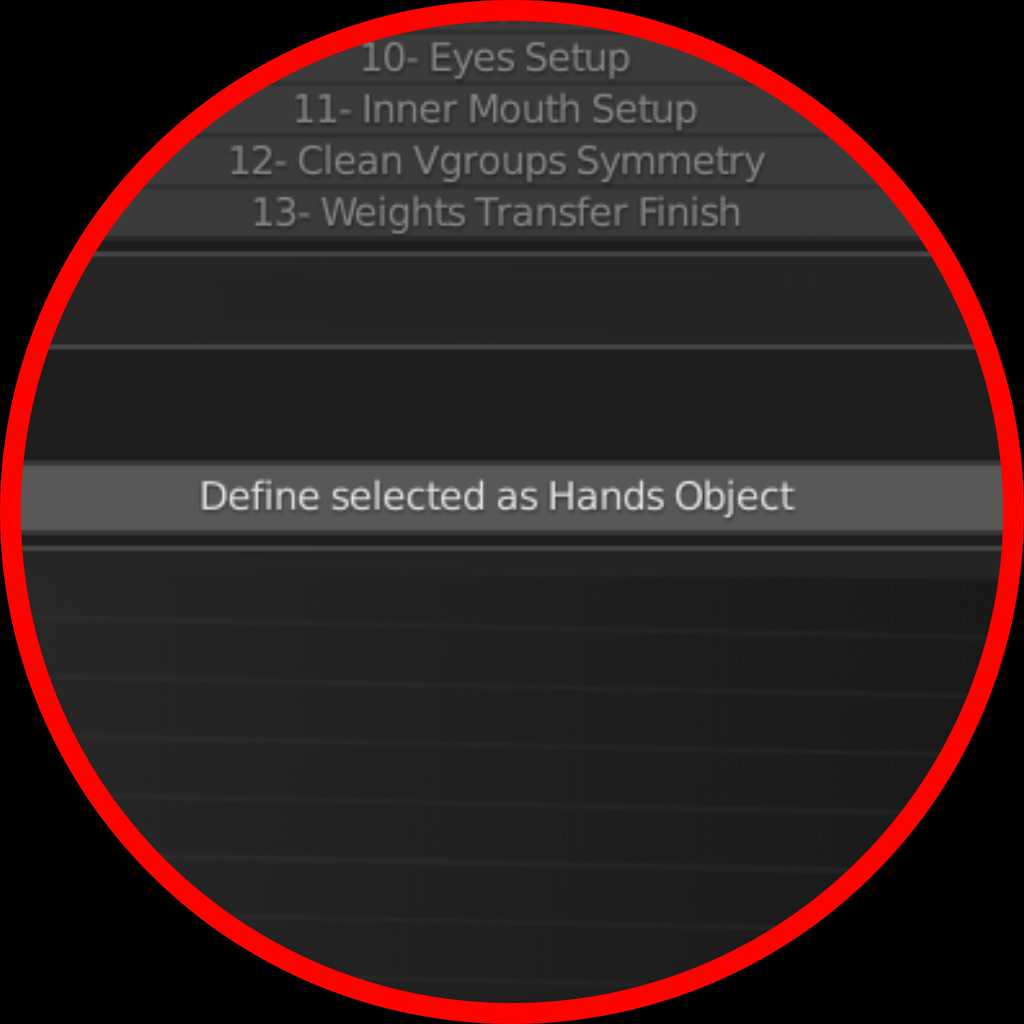 10- Eyes Setup
11- Inner Mouth Setup
12- Clean Vgroups Symmetry
13- Weights Transfer Finish
Define selected as Hands Object